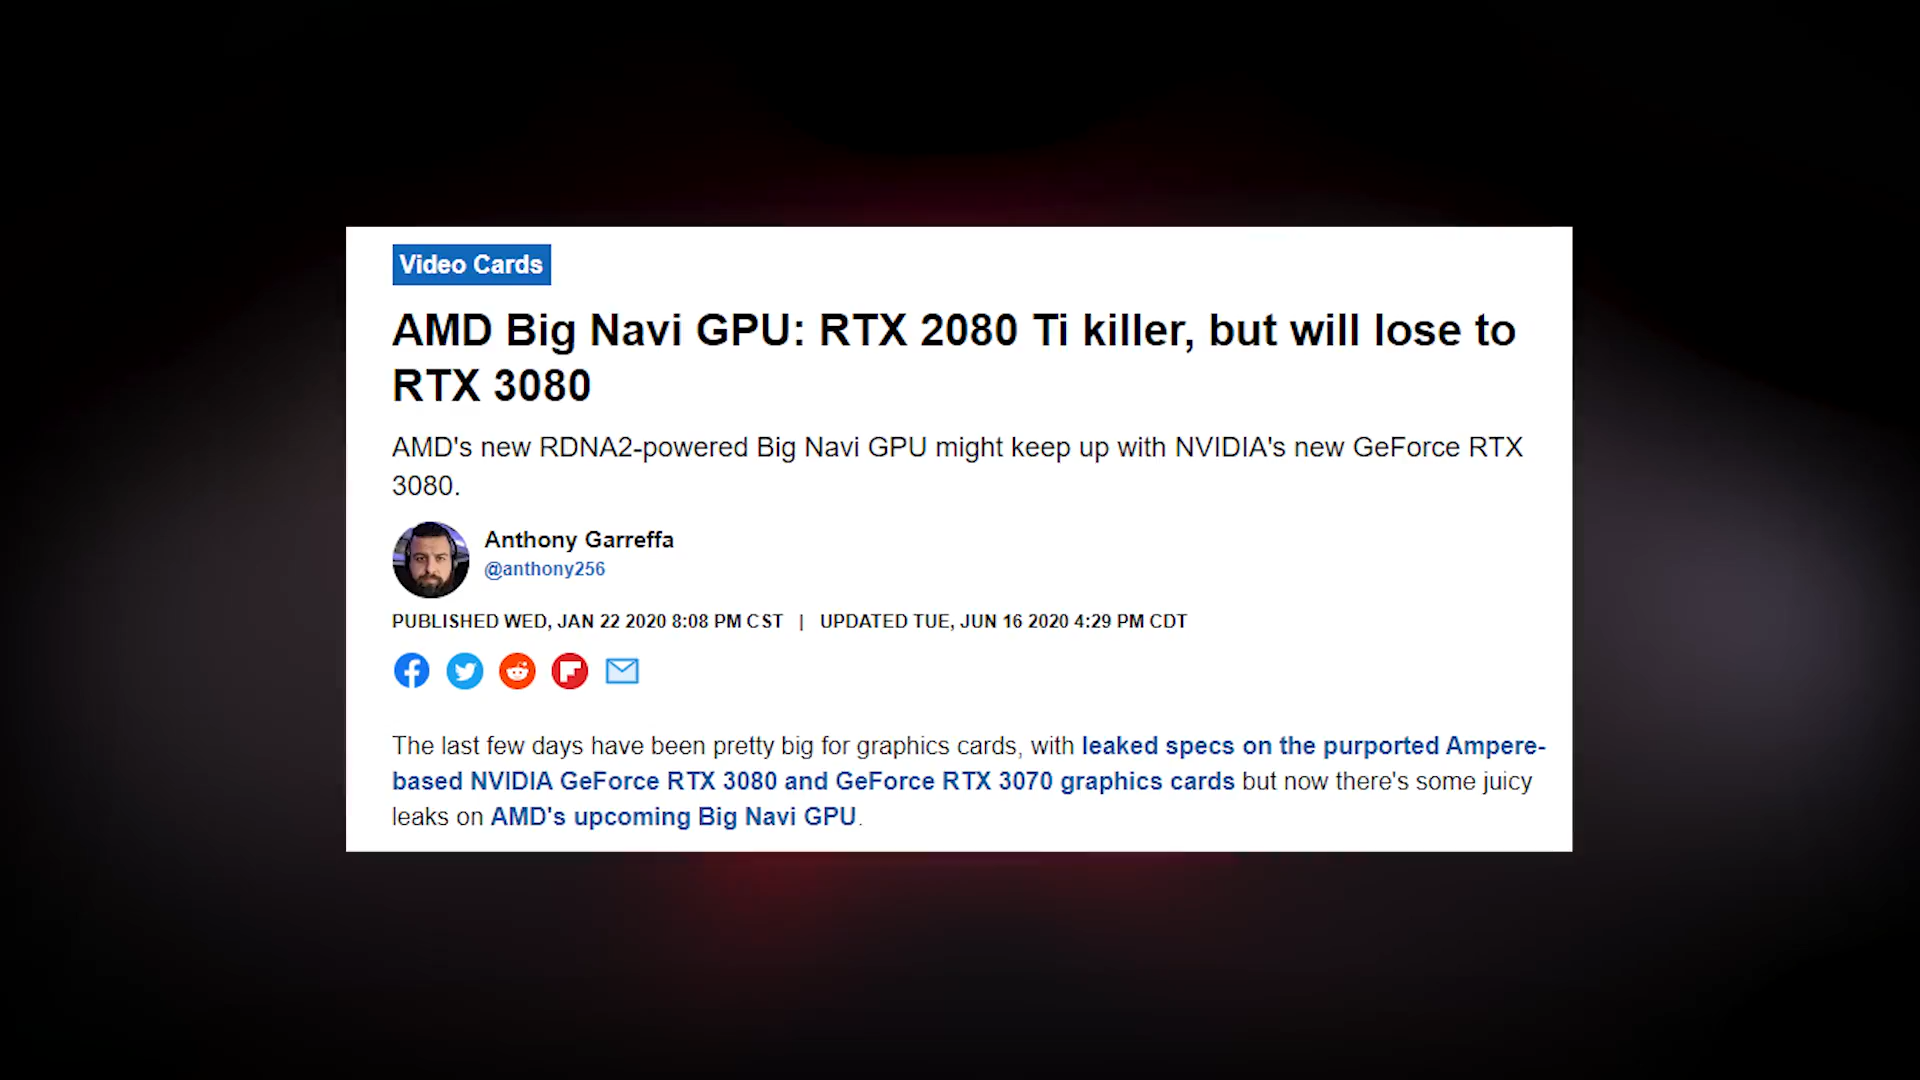 Video Cards
AMD Big Navi GPU: RTX 2080 Ti killer, but will lose to
RTX 3080
AMD's new RDNA2-powered Big Navi GPU might keep up with NVIDIA's new GeForce RTX
3080.
Anthony Garreffa
@anthony256
PUBLISHED WED, JAN 22 2020 8:08 PM CST | UPDATED TUE, JUN 16 2020 4:29 PM CDT
The last few days have been pretty big for graphics cards, with leaked specs on the purported Ampere-
based NVIDIA GeForce RTX 3080 and GeForce RTX 3070 graphics cards but now there's some juicy
leaks on AMD's upcoming Big Navi GPU.